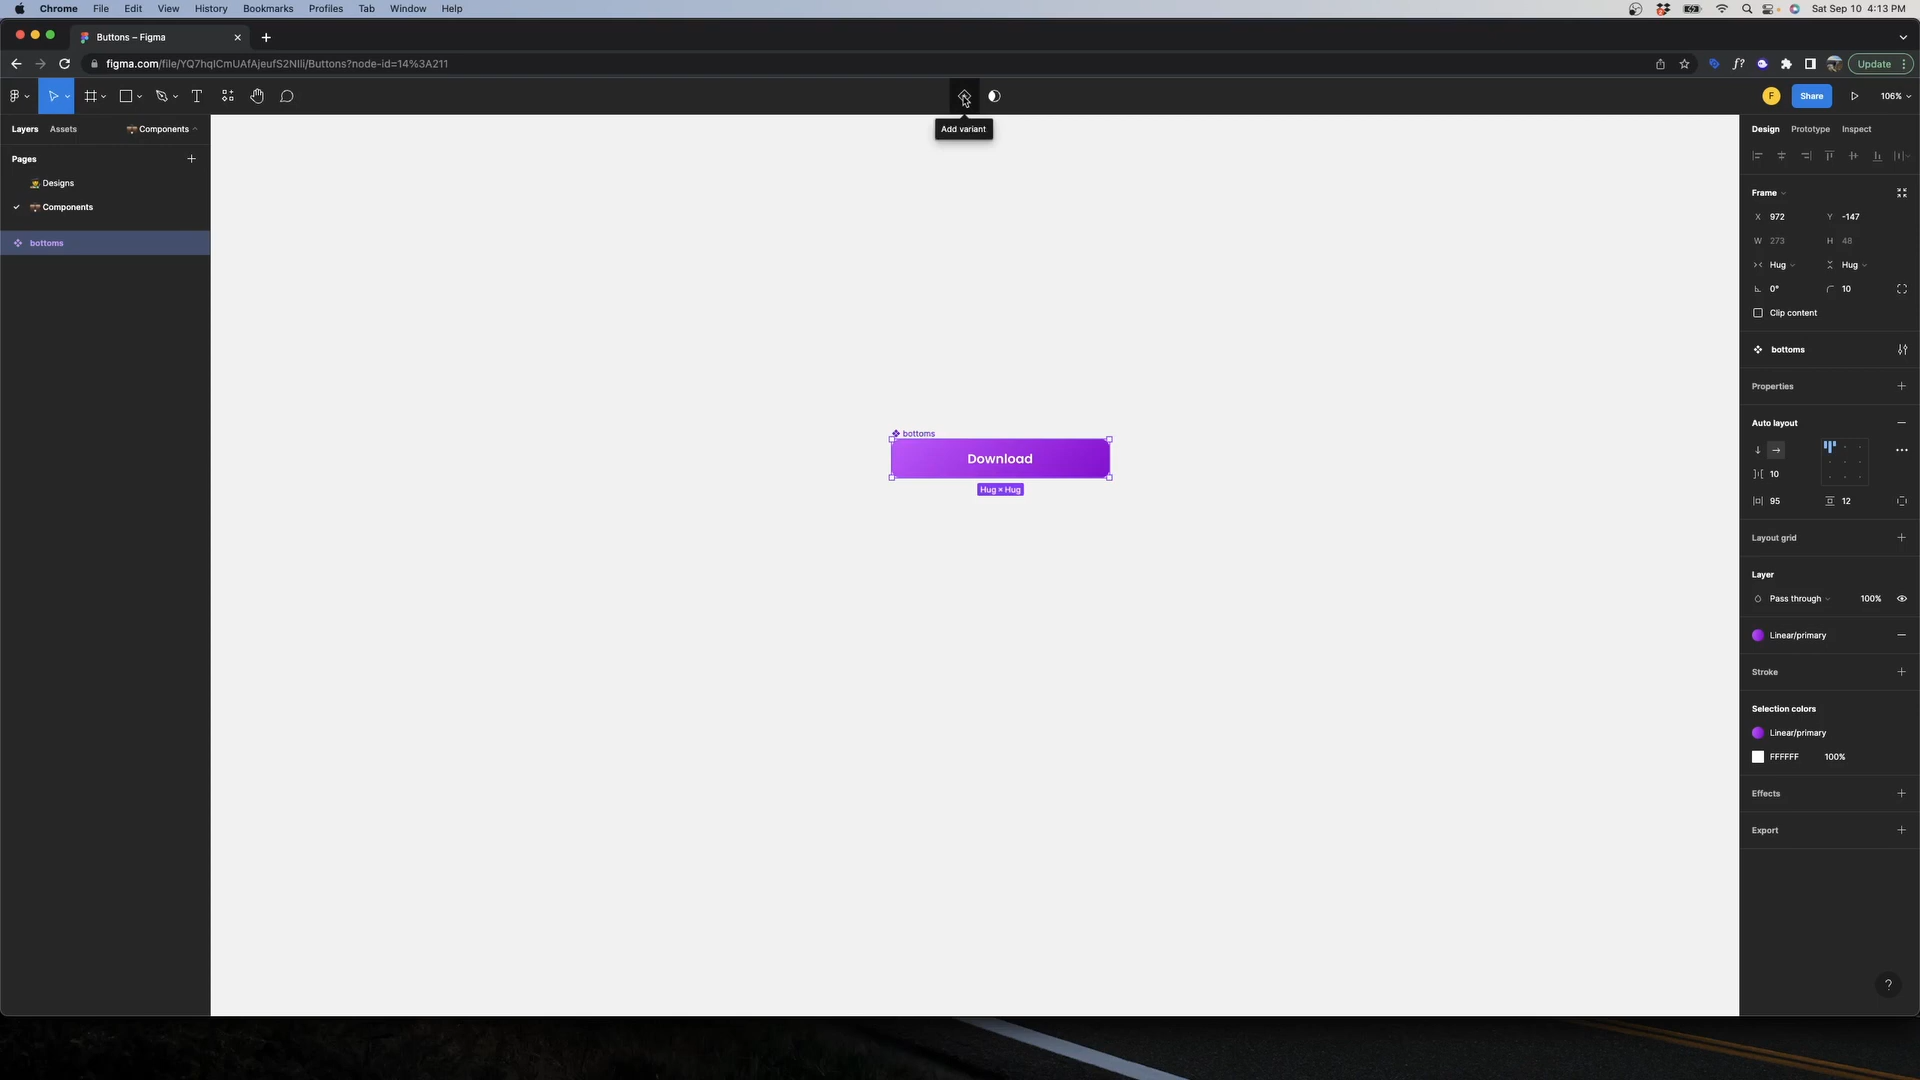 Chrome File Edit View History Bookmarks Profiles Tab Window Help
Sat Sep 10 4:13 PM
Buttons – Figma
figma.com/file/YQ7hqICmUAfAjeufS2NIli/Buttons?node-id=14%3A211
f?
Update
F
Share
106%
Add variant
Layers Assets Components
Pages
Designs
Components
bottoms
bottoms
Download
Hug × Hug
Design Prototype Inspect
Frame
X 972 Y -147
W 273 H 48
Hug Hug
0° 10
Clip content
bottoms
Properties
Auto layout
10
95 12
Layout grid
Layer
Pass through 100%
Linear/primary
Stroke
Selection colors
Linear/primary
FFFFFF 100%
Effects
Export
?